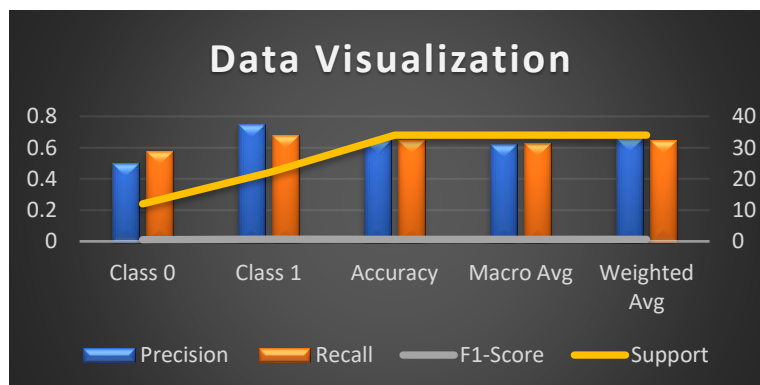 Data Visualization
0.8
0.6
0.4
0.2
0
40
30
20
10
0
Class 0
Class 1
Accuracy
Macro Avg
Weighted
Avg
Precision
Recall
F1-Score
Support